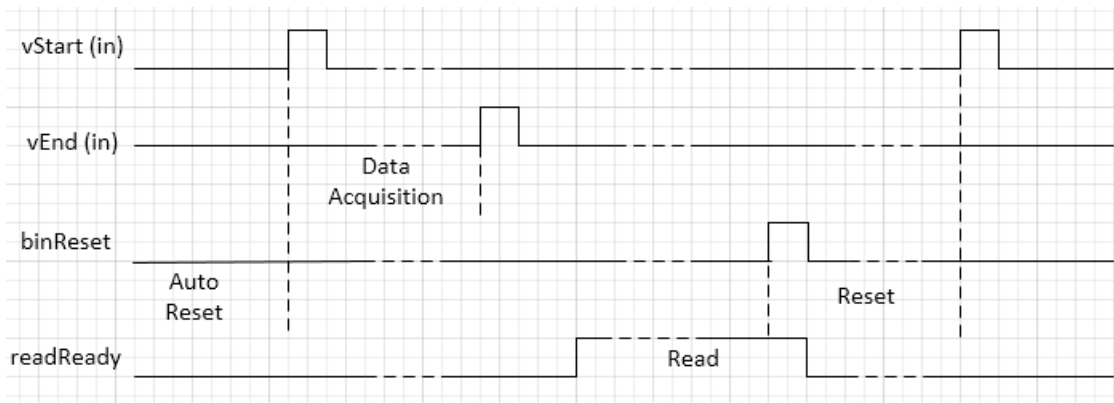 vStart (in)
vEnd (in)
Data
Acquisition
binReset
Auto
Reset
Reset
readReady
Read